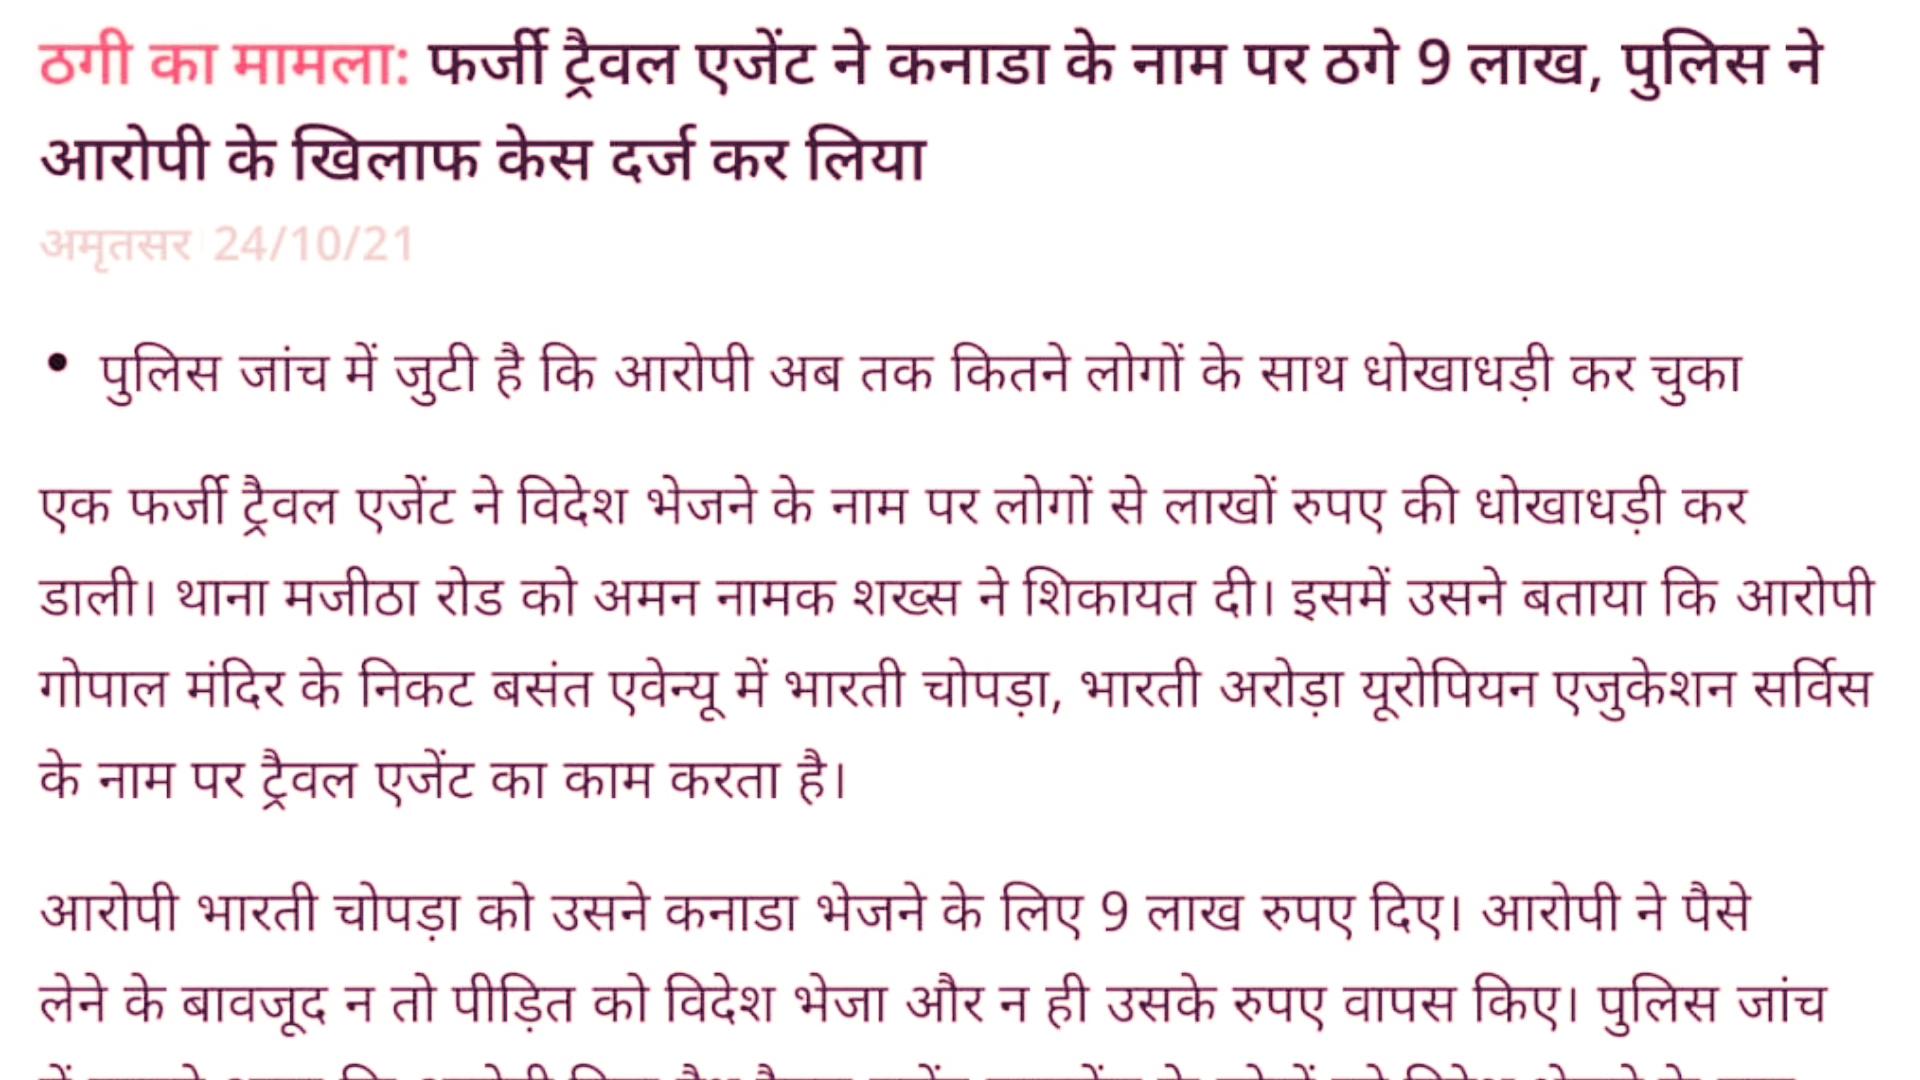 ठगी का मामला: फर्जी ट्रैवल एजेंट ने कनाडा के नाम पर ठगे 9 लाख, पुलिस ने
आरोपी के खिलाफ केस दर्ज कर लिया
अमृतसर 24/10/21
• पुलिस जांच में जुटी है कि आरोपी अब तक कितने लोगों के साथ धोखाधड़ी कर चुका
एक फर्जी ट्रैवल एजेंट ने विदेश भेजने के नाम पर लोगों से लाखों रुपए की धोखाधड़ी कर
डाली। थाना मजीठा रोड को अमन नामक शख्स ने शिकायत दी। इसमें उसने बताया कि आरोपी
गोपाल मंदिर के निकट बसंत एवेन्यू में भारती चोपड़ा, भारती अरोड़ा यूरोपियन एजुकेशन सर्विस
के नाम पर ट्रैवल एजेंट का काम करता है।
आरोपी भारती चोपड़ा को उसने कनाडा भेजने के लिए 9 लाख रुपए दिए। आरोपी ने पैसे
लेने के बावजूद न तो पीड़ित को विदेश भेजा और न ही उसके रुपए वापस किए। पुलिस जांच